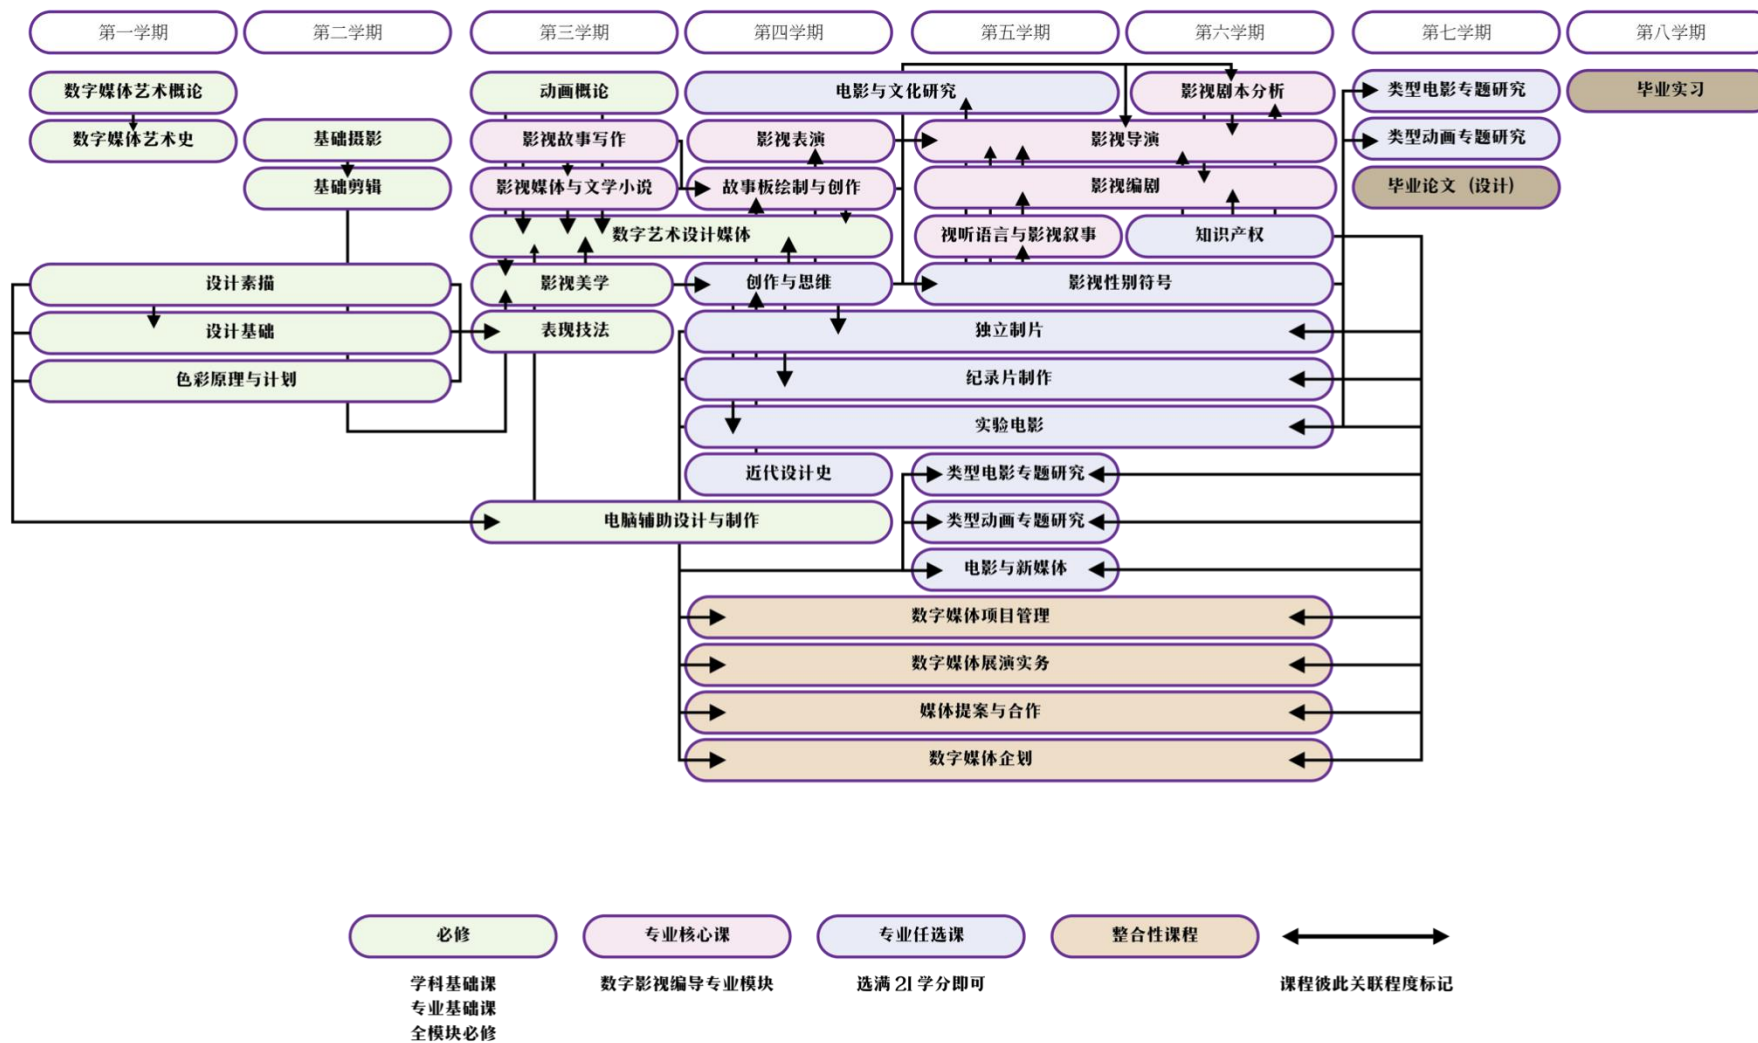 第一学期
第二学期
第三学期
第四学期
第五学期
第六学期
第七学期
第八学期
数字媒体艺术概论
动画概论
电影与文化研究
影视剧本分析
类型电影专题研究
毕业实习
数字媒体艺术史
基础摄影
影视故事写作
影视表演
影视导演
类型动画专题研究
基础剪辑
影视媒体与文学小说
故事板绘制与创作
影视编剧
毕业论文（设计）
数字艺术设计媒体
视听语言与影视叙事
知识产权
设计素描
影视美学
创作与思维
影视性别符号
设计基础
表现技法
独立制片
色彩原理与计划
纪录片制作
实验电影
近代设计史
类型电影专题研究
电脑辅助设计与制作
类型动画专题研究
电影与新媒体
数字媒体项目管理
数字媒体展演实务
媒体提案与合作
数字媒体企划
必修
专业核心课
专业任选课
整合性课程
学科基础课
专业基础课
全模块必修
数字影视编导专业模块
选满 21 学分即可
课程彼此关联程度标记